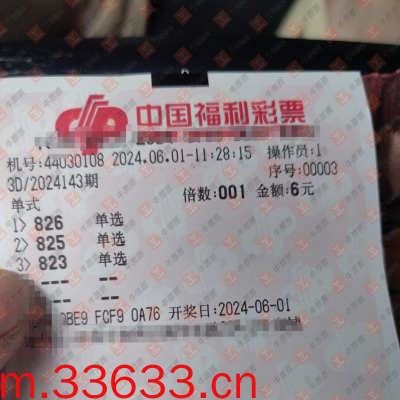 中国福利彩票
机号:44030108 2024.06.01-11:28:15 操作员:1
序号:00003
3D/2024143期
单式 倍数:001 金额:6元
1> 826 单选
2> 825 单选
3> 823 单选
--- --
--- --
0BE9 FCF9 0A76 开奖日:2024-06-01
m.33633.cn